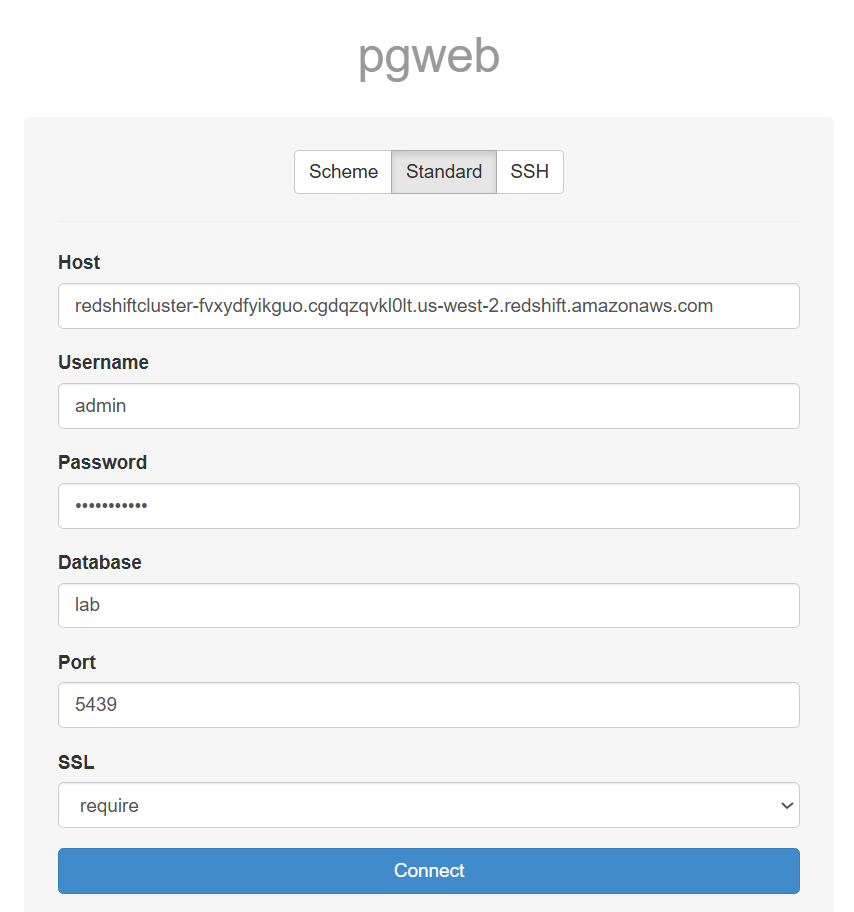 pgweb
Scheme Standard SSH
Host
redshiftcluster-fvxydfyikguo.cgdqzqvkl0lt.us-west-2.redshift.amazonaws.com
Username
admin
Password
•••••••••••
Database
lab
Port
5439
SSL
require
Connect